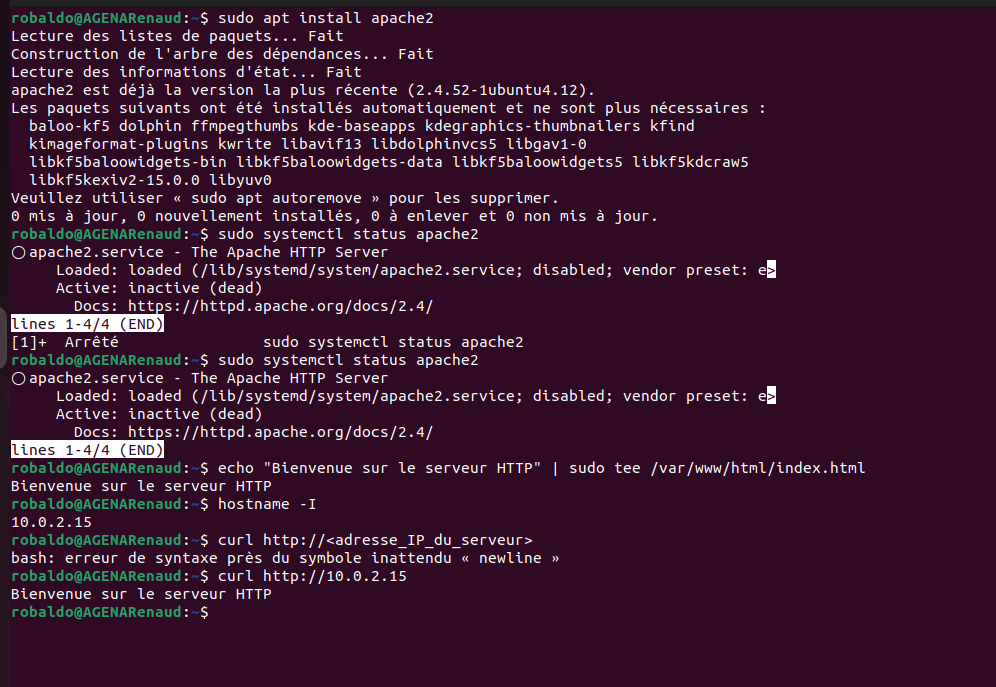 robaldo@AGENARenaud:~$ sudo apt install apache2
Lecture des listes de paquets... Fait
Construction de l'arbre des dépendances... Fait
Lecture des informations d'état... Fait
apache2 est déjà la version la plus récente (2.4.52-1ubuntu4.12).
Les paquets suivants ont été installés automatiquement et ne sont plus nécessaires :
  baloo-kf5 dolphin ffmpegthumbs kde-baseapps kdegraphics-thumbnailers kfind
  kimageformat-plugins kwrite libavif13 libdolphinvcs5 libgav1-0
  libkf5baloowidgets-bin libkf5baloowidgets-data libkf5baloowidgets5 libkf5kdcraw5
  libkf5kexiv2-15.0.0 libyuv0
Veuillez utiliser « sudo apt autoremove » pour les supprimer.
0 mis à jour, 0 nouvellement installés, 0 à enlever et 0 non mis à jour.
robaldo@AGENARenaud:~$ sudo systemctl status apache2
○ apache2.service - The Apache HTTP Server
     Loaded: loaded (/lib/systemd/system/apache2.service; disabled; vendor preset: e>
     Active: inactive (dead)
       Docs: https://httpd.apache.org/docs/2.4/
lines 1-4/4 (END)
[1]+  Arrêté                sudo systemctl status apache2
robaldo@AGENARenaud:~$ sudo systemctl status apache2
○ apache2.service - The Apache HTTP Server
     Loaded: loaded (/lib/systemd/system/apache2.service; disabled; vendor preset: e>
     Active: inactive (dead)
       Docs: https://httpd.apache.org/docs/2.4/
lines 1-4/4 (END)
robaldo@AGENARenaud:~$ echo "Bienvenue sur le serveur HTTP" | sudo tee /var/www/html/index.html
Bienvenue sur le serveur HTTP
robaldo@AGENARenaud:~$ hostname -I
10.0.2.15
robaldo@AGENARenaud:~$ curl http://<adresse_IP_du_serveur>
bash: erreur de syntaxe près du symbole inattendu « newline »
robaldo@AGENARenaud:~$ curl http://10.0.2.15
Bienvenue sur le serveur HTTP
robaldo@AGENARenaud:~$